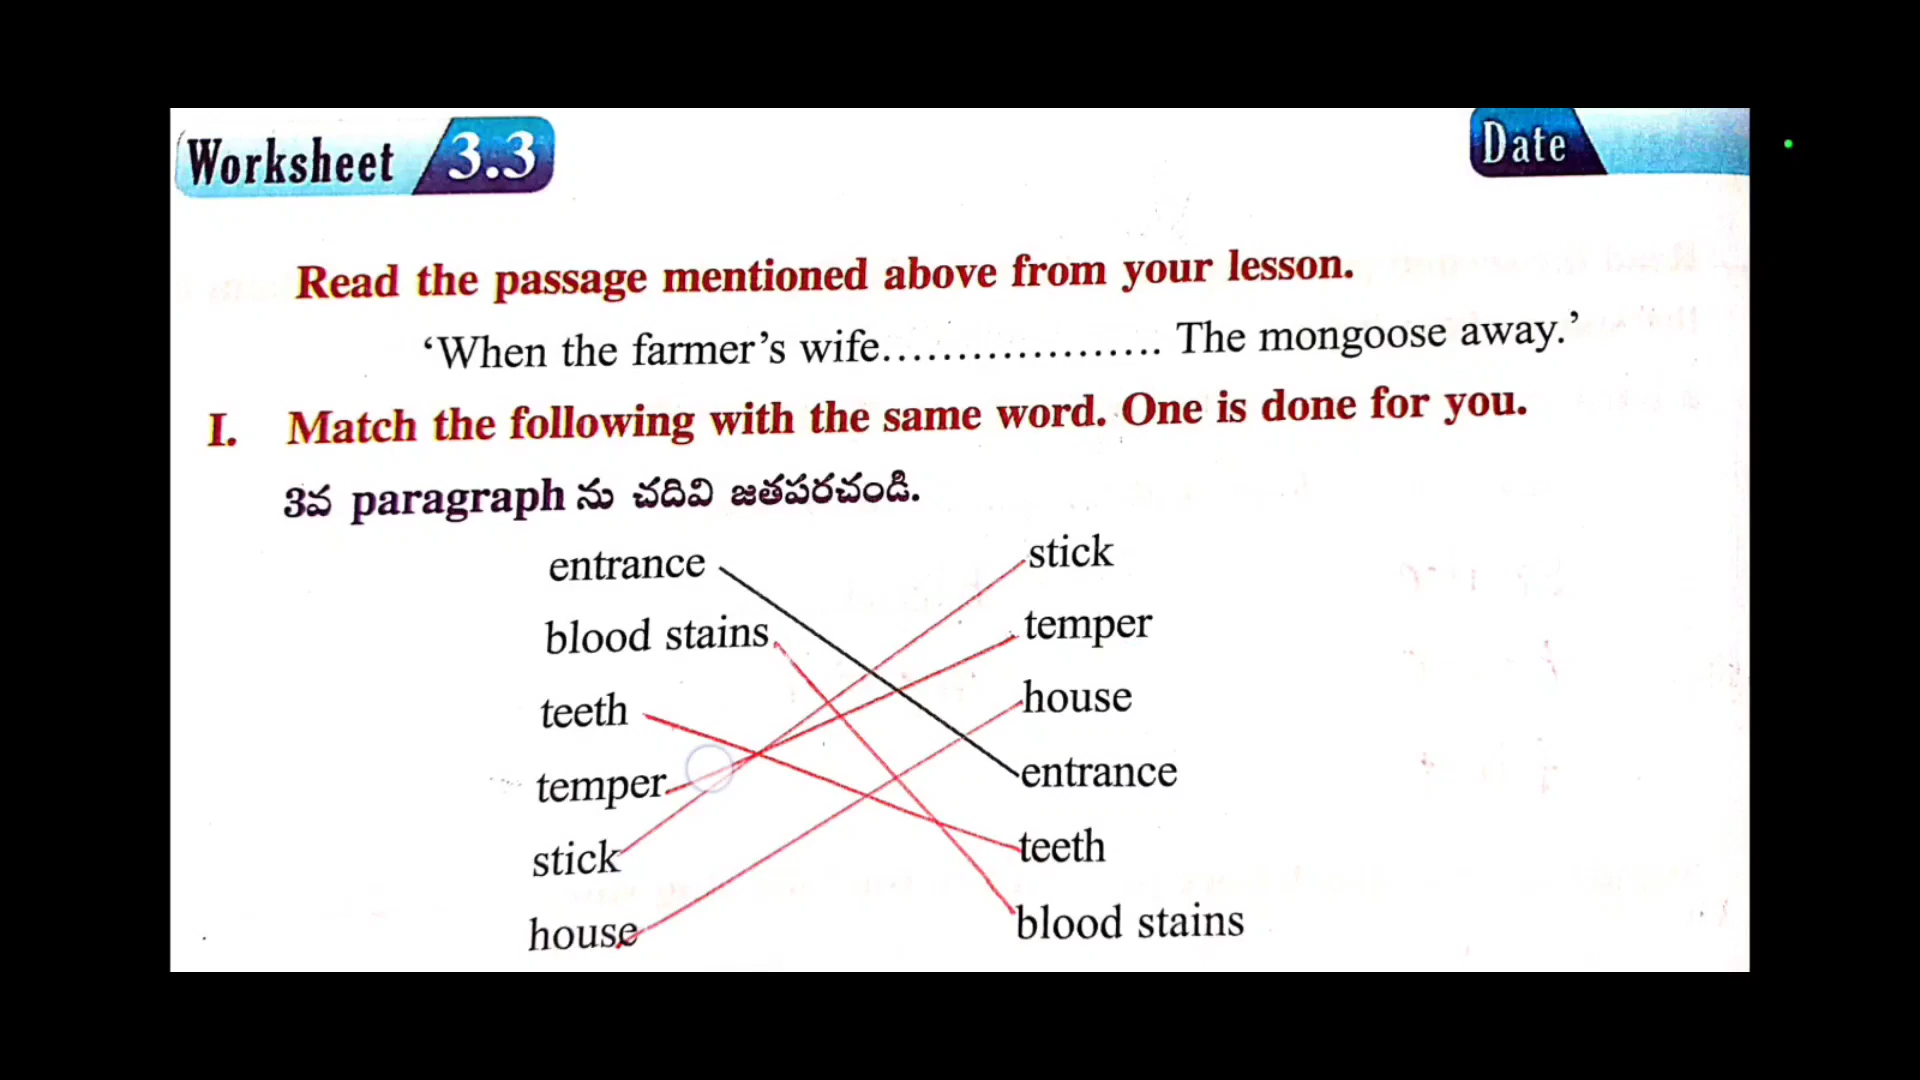 Worksheet 3.3 Date
Read the passage mentioned above from your lesson.
‘When the farmer’s wife................... The mongoose away.’
I. Match the following with the same word. One is done for you.
3వ paragraph ను చదివి జతపరచండి.
entrance stick
blood stains temper
teeth house
temper entrance
stick teeth
house blood stains